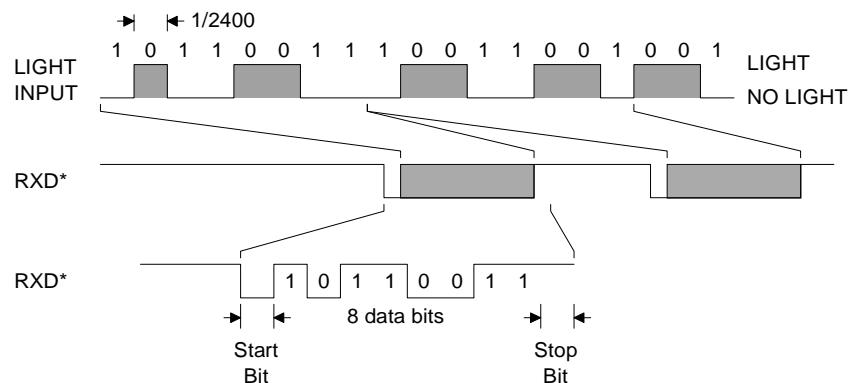 1/2400
1 0 1 1 0 0 1 1 1 0 0 1 1 0 0 1 0 0 1
LIGHT INPUT
LIGHT
NO LIGHT
RXD*
RXD*
1 0 1 1 0 0 1 1
8 data bits
Start Bit
Stop Bit